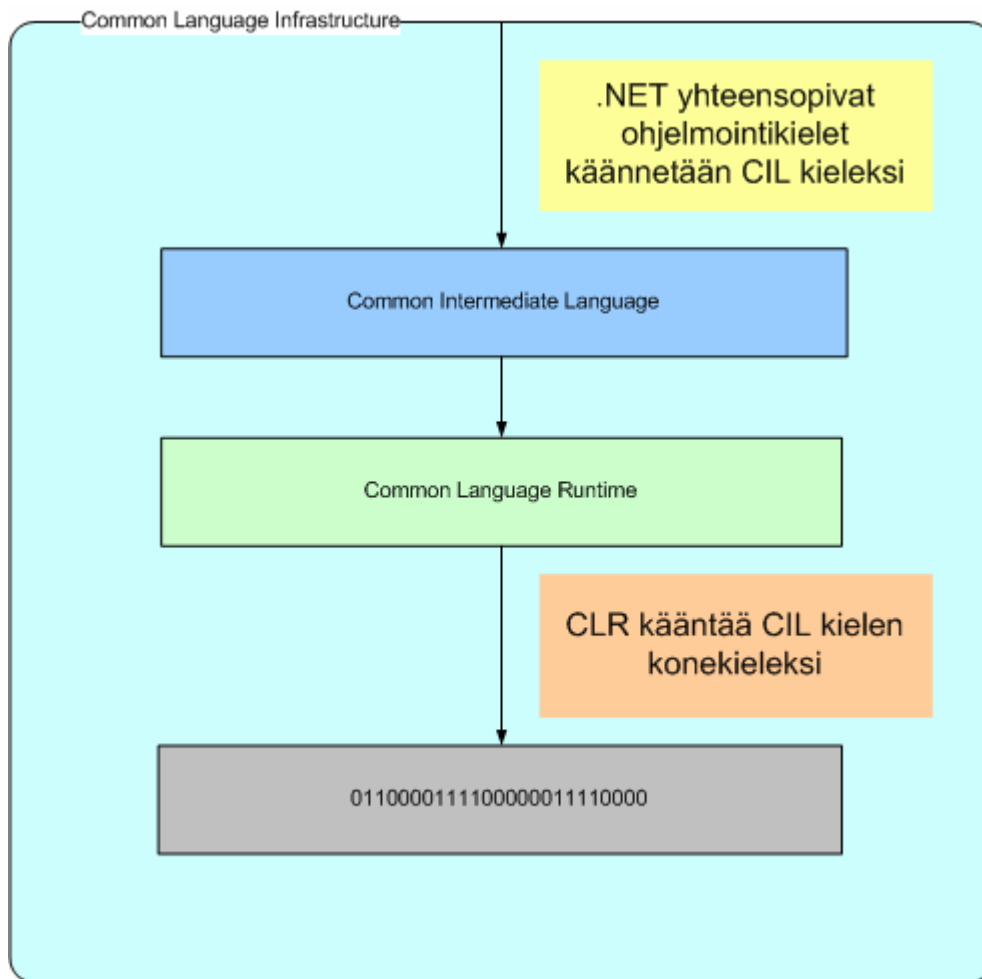 Common Language Infrastructure
.NET yhteensopivat
ohjelmointikielet
käännetään CIL kieleksi
Common Intermediate Language
Common Language Runtime
CLR kääntää CIL kielen
konekieleksi
0110000111100000011110000